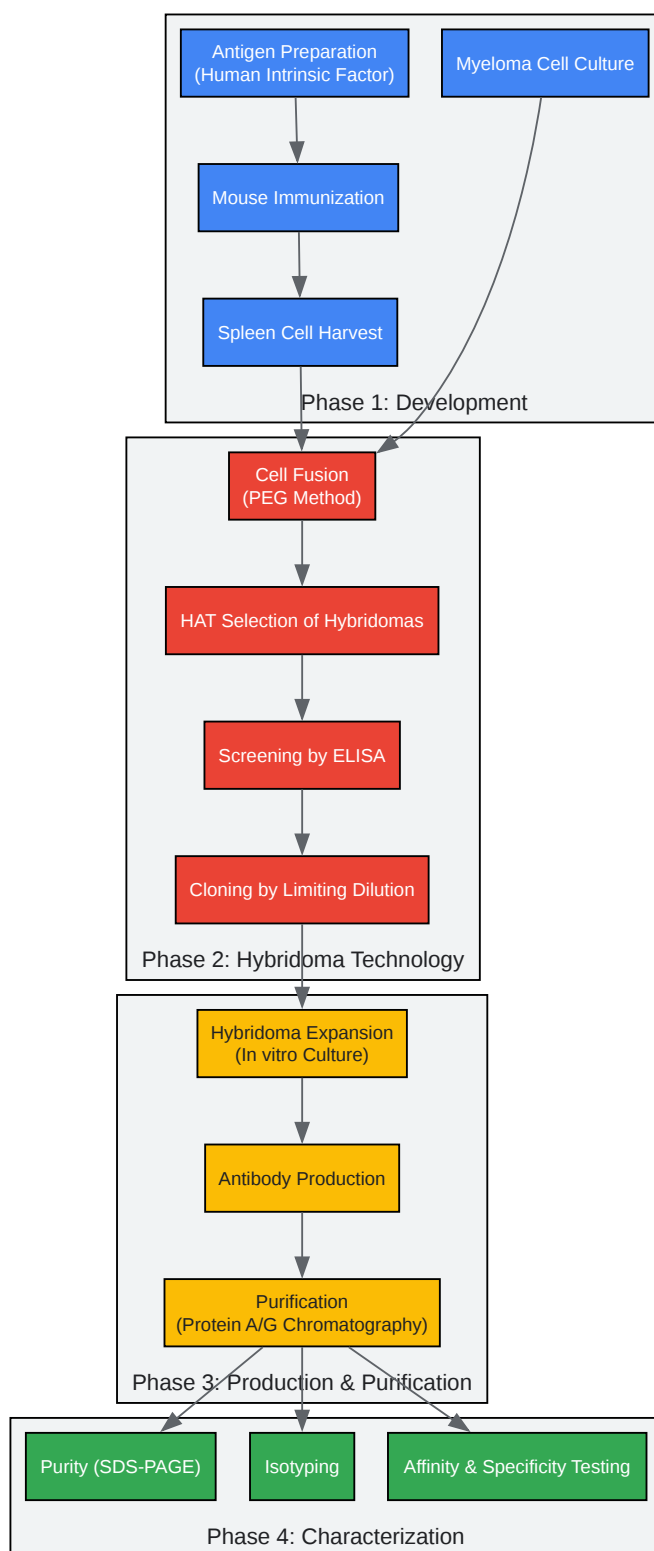 Antigen Preparation
(Human Intrinsic Factor)
Myeloma Cell Culture
Mouse Immunization
Spleen Cell Harvest
Phase 1: Development
Cell Fusion
(PEG Method)
HAT Selection of Hybridomas
Screening by ELISA
Cloning by Limiting Dilution
Phase 2: Hybridoma Technology
Hybridoma Expansion
(In vitro Culture)
Antibody Production
Purification
(Protein A/G Chromatography)
Phase 3: Production & Purification
Purity (SDS-PAGE)
Isotyping
Affinity & Specificity Testing
Phase 4: Characterization